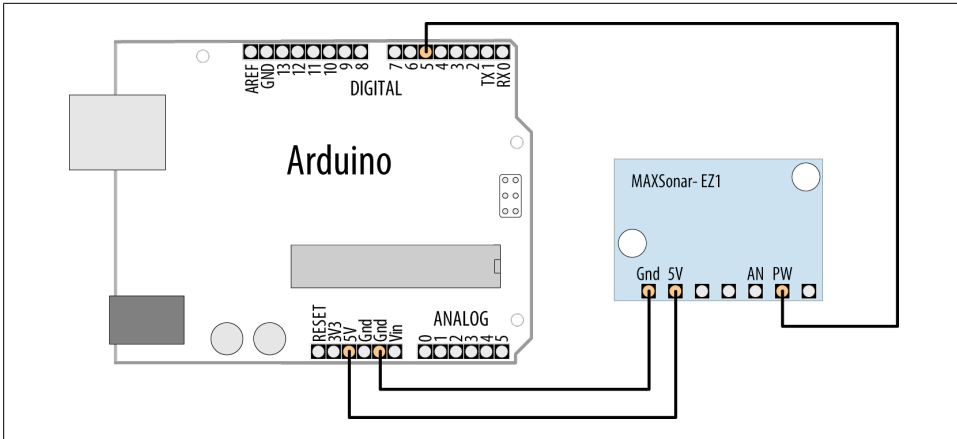 AREF
GND
13
12
11
10
9
8
7
6
5
4
3
2
TX 1
RX 0
DIGITAL
Arduino
MAXSonar- EZ1
Gnd 5V AN PW
RESET
3V3
5V
Gnd
Gnd
Vin
ANALOG
0
1
2
3
4
5